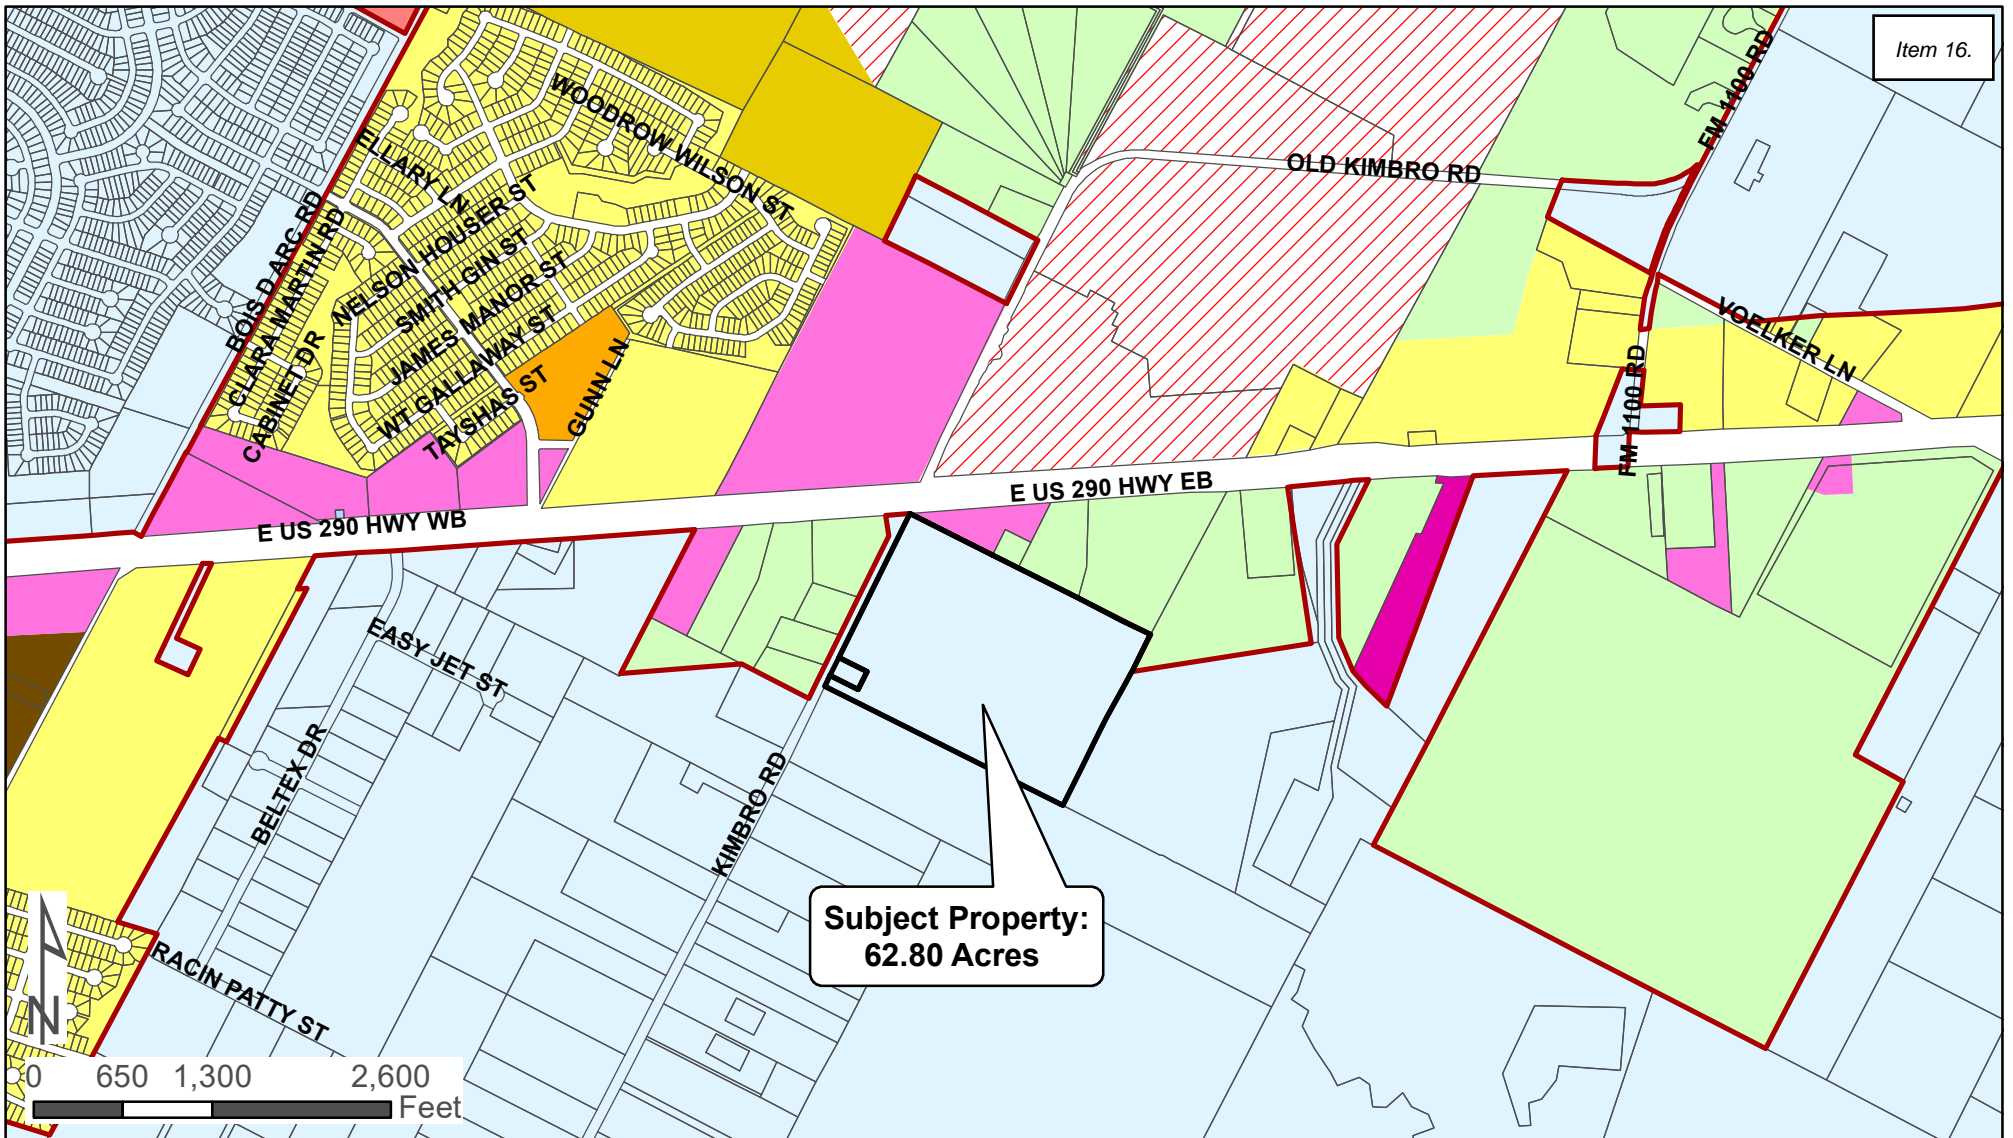 Item 16.
FM 1100 RD
WOODROW WILSON ST
OLD KIMBRO RD
ELLARY LN
BOIS D ARC RD
CLARA MARTIN RD
NELSON HOUSER ST
SMITH GIN ST
JAMES MANOR ST
WT GALLAWAY ST
TAYSHAS ST
CABINET DR
GUNN LN
VOELKER LN
FM 1100 RD
E US 290 HWY EB
E US 290 HWY WB
EASY JET ST
BELTEX DR
KIMBRO RD
Subject Property:
62.80 Acres
RACIN PATTY ST
N
0 650 1,300 2,600
Feet